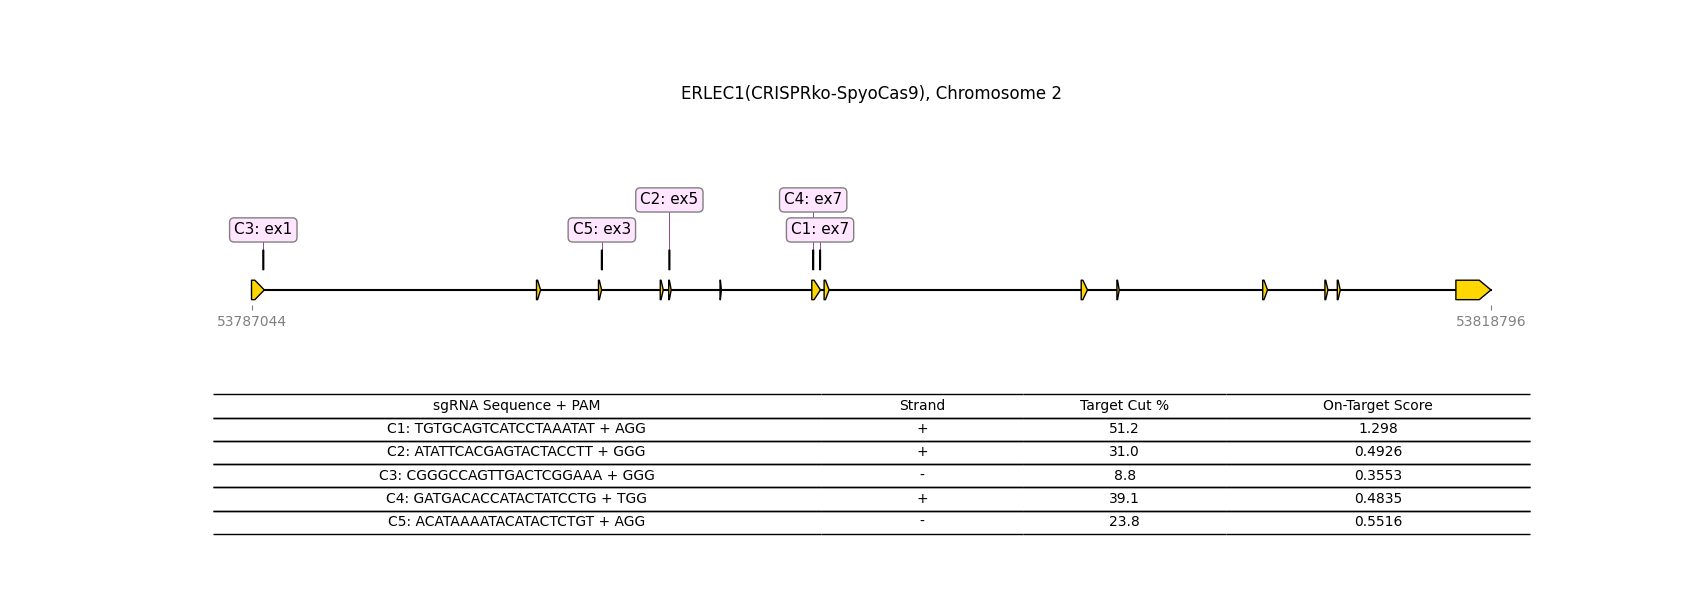 ERLEC1(CRISPRko-SpyoCas9), Chromosome 2
C2: ex5
C4: ex7
C3: ex1
C5: ex3
C1: ex7
53787044
53818796
sgRNA Sequence + PAM Strand Target Cut % On-Target Score
C1: TGTGCAGTCATCCTAAATAT + AGG + 51.2 1.298
C2: ATATTCACGAGTACTACCTT + GGG + 31.0 0.4926
C3: CGGGCCAGTTGACTCGGAAA + GGG - 8.8 0.3553
C4: GATGACACCATACTATCCTG + TGG + 39.1 0.4835
C5: ACATAAAATACATACTCTGT + AGG - 23.8 0.5516